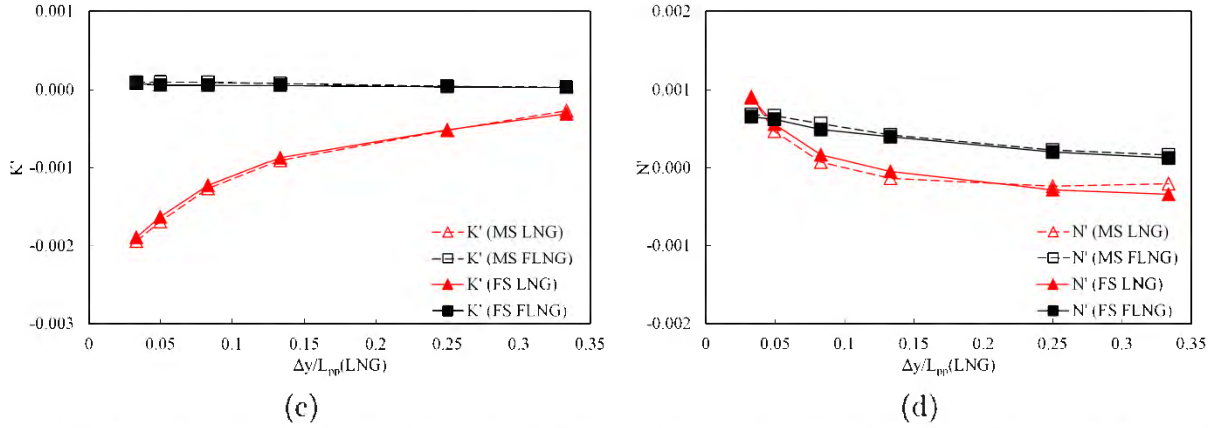 0.001
0.000
-0.001
-0.002
-0.003
K'
K' (MS LNG)
K' (MS FLNG)
K' (FS LNG)
K' (FS FLNG)
0 0.05 0.1 0.15 0.2 0.25 0.3 0.35
Δy/Lpp(LNG)
(c)
0.002
0.001
0.000
-0.001
-0.002
N'
N' (MS LNG)
N' (MS FLNG)
N' (FS LNG)
N' (FS FLNG)
0 0.05 0.1 0.15 0.2 0.25 0.3 0.35
Δy/Lpp(LNG)
(d)